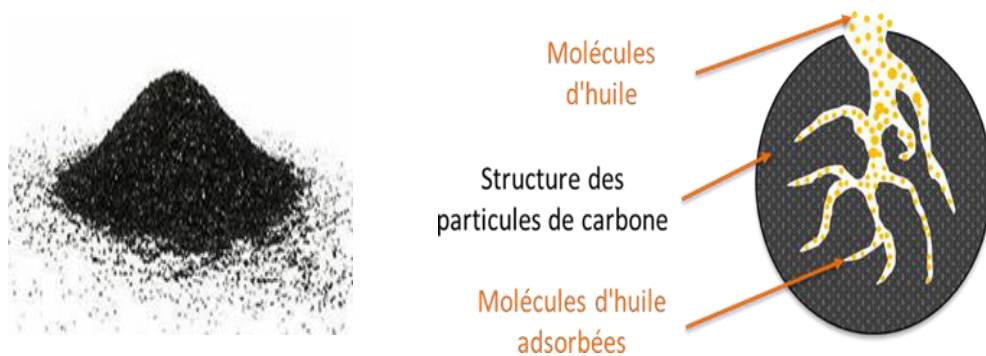 Molécules
d'huile
Structure des
particules de carbone
Molécules d'huile
adsorbées